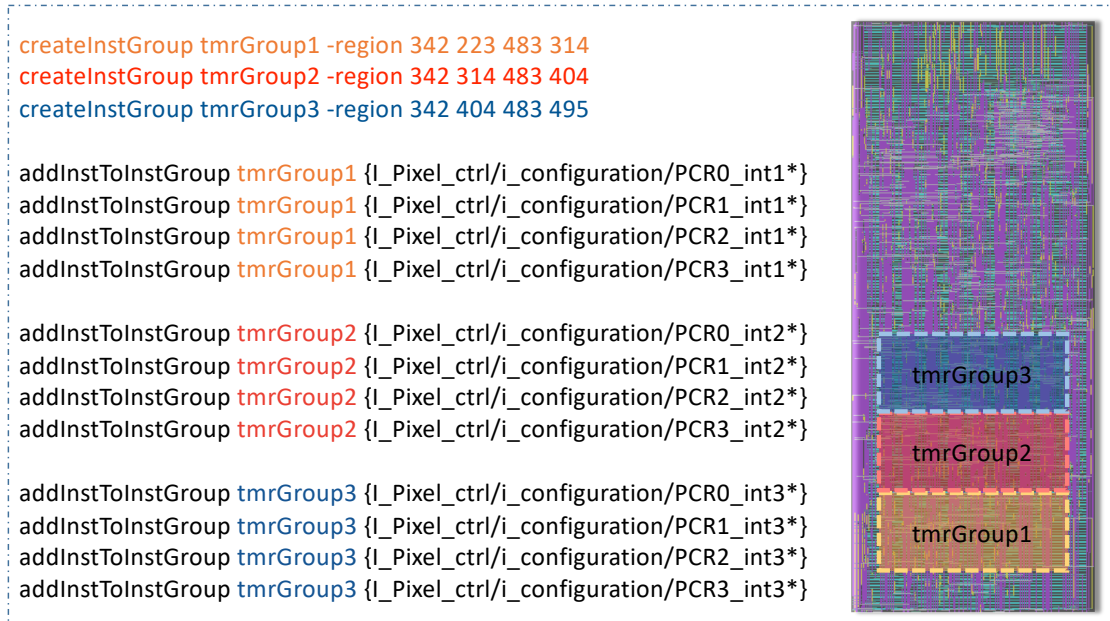 createInstGroup tmrGroup1 -region 342 223 483 314
createInstGroup tmrGroup2 -region 342 314 483 404
createInstGroup tmrGroup3 -region 342 404 483 495
addInstToInstGroup tmrGroup1 {I_Pixel_ctrl/i_configuration/PCR0_int1*}
addInstToInstGroup tmrGroup1 {I_Pixel_ctrl/i_configuration/PCR1_int1*}
addInstToInstGroup tmrGroup1 {I_Pixel_ctrl/i_configuration/PCR2_int1*}
addInstToInstGroup tmrGroup1 {I_Pixel_ctrl/i_configuration/PCR3_int1*}
addInstToInstGroup tmrGroup2 {I_Pixel_ctrl/i_configuration/PCR0_int2*}
addInstToInstGroup tmrGroup2 {I_Pixel_ctrl/i_configuration/PCR1_int2*}
addInstToInstGroup tmrGroup2 {I_Pixel_ctrl/i_configuration/PCR2_int2*}
addInstToInstGroup tmrGroup2 {I_Pixel_ctrl/i_configuration/PCR3_int2*}
addInstToInstGroup tmrGroup3 {I_Pixel_ctrl/i_configuration/PCR0_int3*}
addInstToInstGroup tmrGroup3 {I_Pixel_ctrl/i_configuration/PCR1_int3*}
addInstToInstGroup tmrGroup3 {I_Pixel_ctrl/i_configuration/PCR2_int3*}
addInstToInstGroup tmrGroup3 {I_Pixel_ctrl/i_configuration/PCR3_int3*}
tmrGroup3
tmrGroup2
tmrGroup1